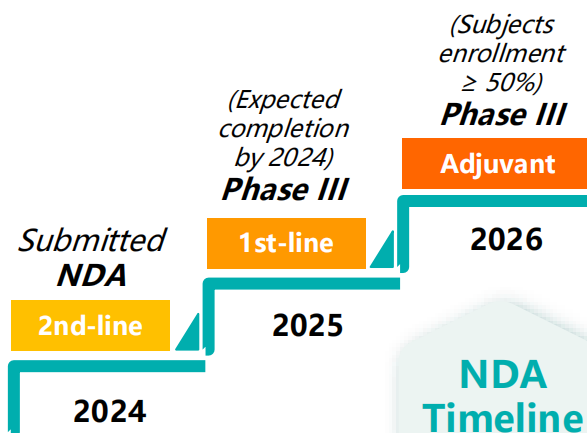 Submitted
NDA
2nd-line
2024
(Expected
completion
by 2024)
Phase III
1st-line
2025
(Subjects
enrollment
≥ 50%)
Phase III
Adjuvant
2026
NDA
Timeline